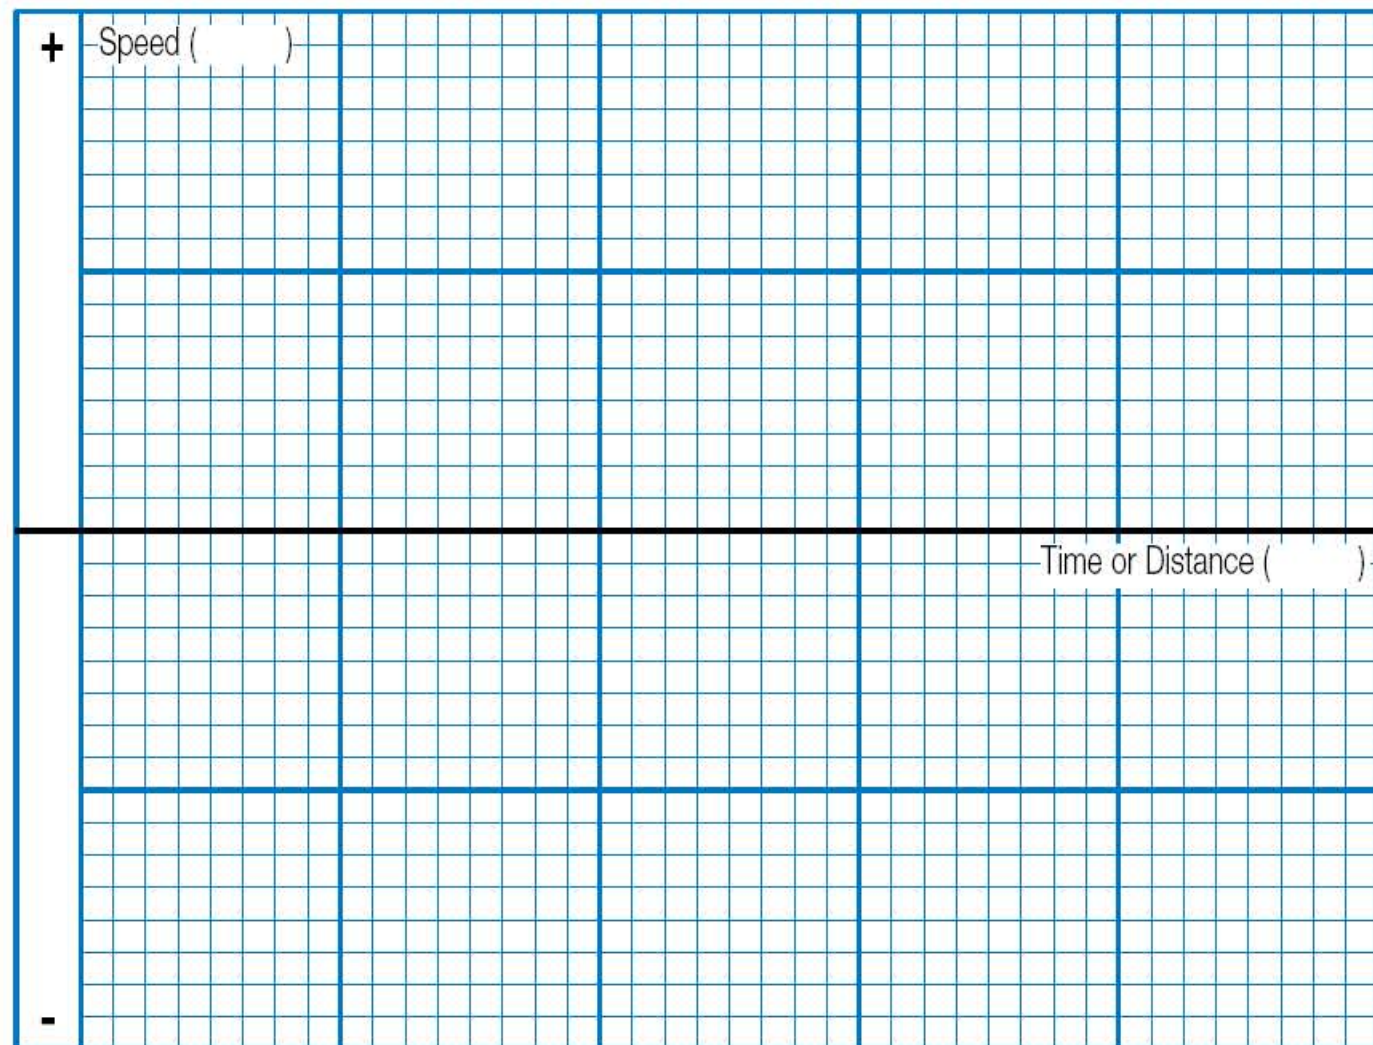 + Speed ( )
Time or Distance ( )
-